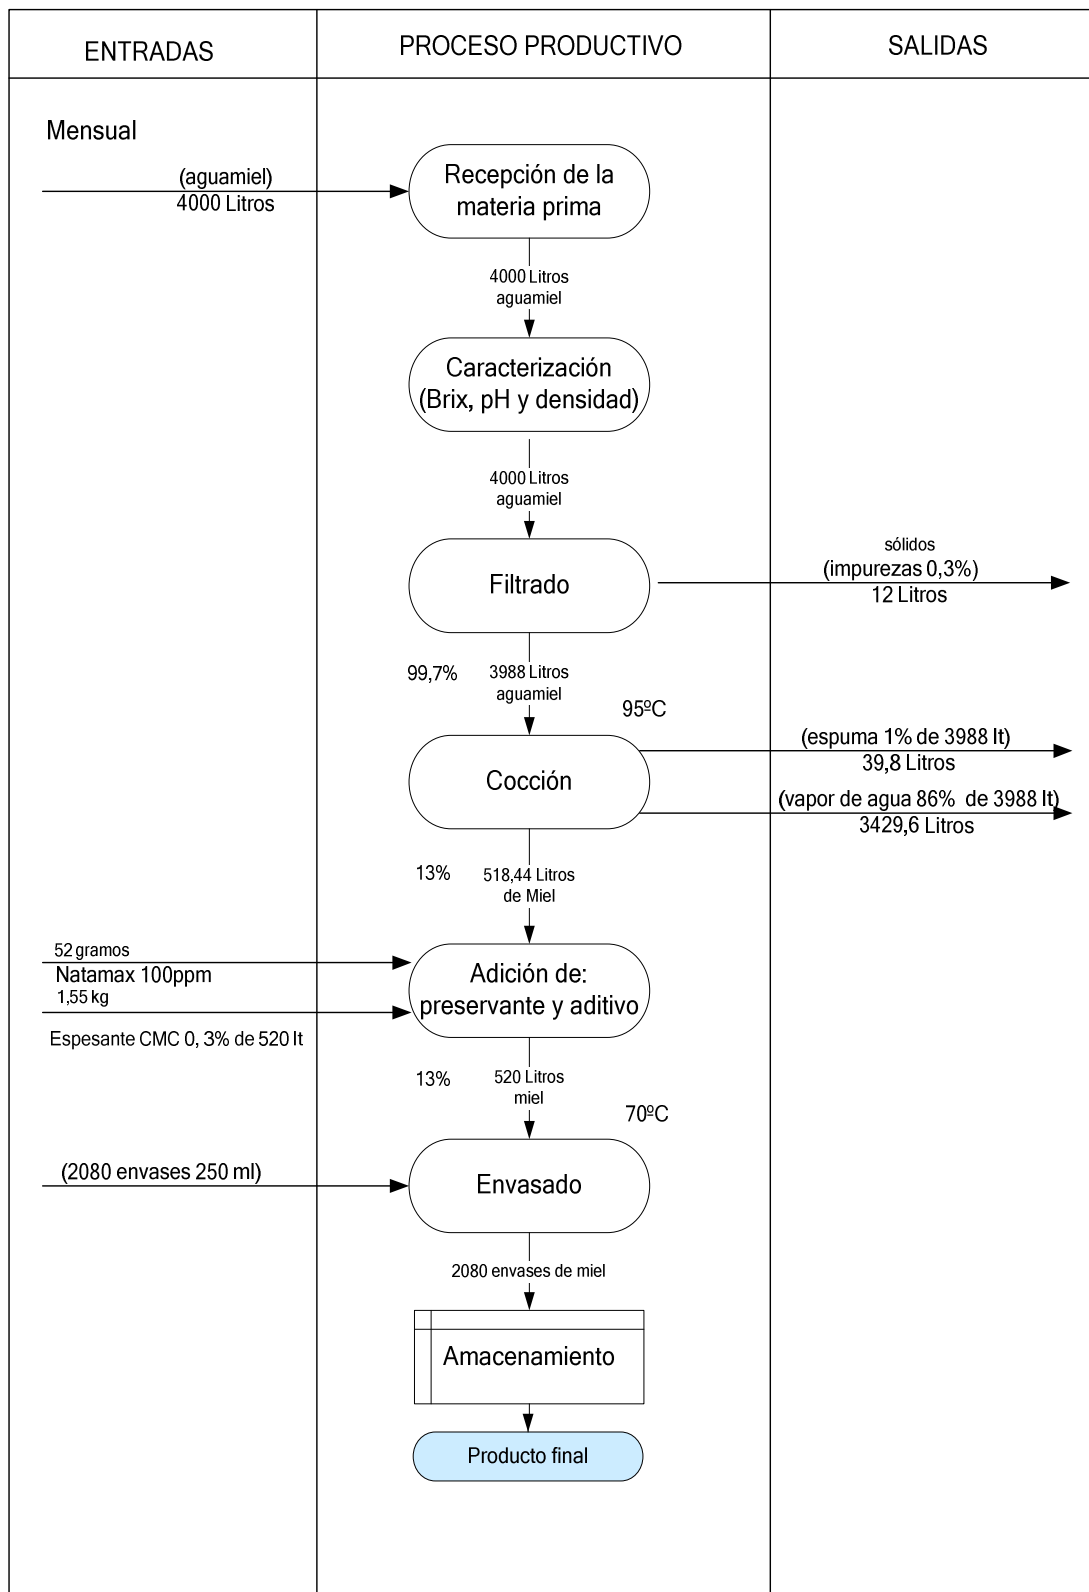 ENTRADAS
PROCESO PRODUCTIVO
SALIDAS
Mensual
(aguamiel)
4000 Litros
Recepción de la
materia prima
4000 Litros
aguamiel
Caracterización
(Brix, pH y densidad)
4000 Litros
aguamiel
Filtrado
sólidos
(impurezas 0,3%)
12 Litros
99,7%
3988 Litros
aguamiel
95ºC
Cocción
(espuma 1% de 3988 lt)
39,8 Litros
(vapor de agua 86% de 3988 lt)
3429,6 Litros
13%
518,44 Litros
de Miel
52 gramos
Natamax 100ppm
1,55 kg
Espesante CMC 0, 3% de 520 lt
Adición de:
preservante y aditivo
13%
520 Litros
miel
70ºC
(2080 envases 250 ml)
Envasado
2080 envases de miel
Amacenamiento
Producto final